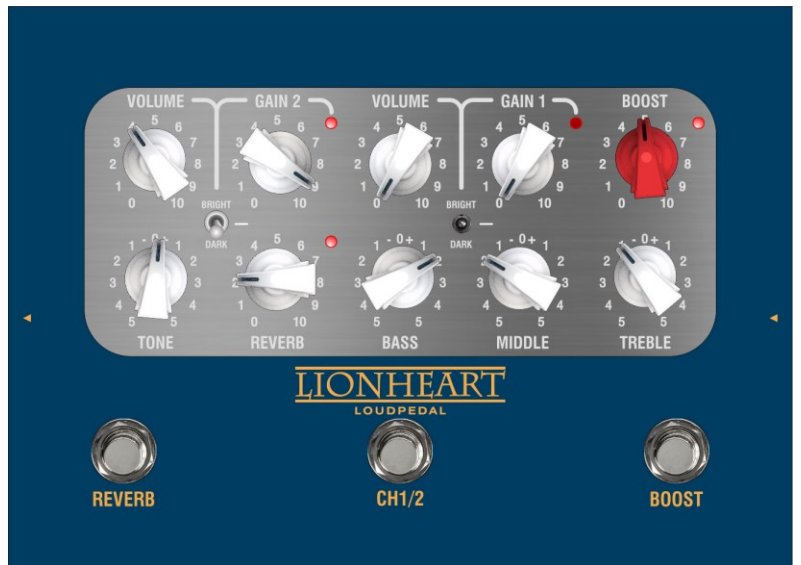 VOLUME GAIN 2 VOLUME GAIN 1 BOOST
0 1 2 3 4 5 6 7 8 9 10
0 1 2 3 4 5 6 7 8 9 10
0 1 2 3 4 5 6 7 8 9 10
0 1 2 3 4 5 6 7 8 9 10
0 1 2 3 4 5 6 7 8 9 10
BRIGHT BRIGHT
DARK DARK
5 4 3 2 1 - 0 + 1 2 3 4 5
0 1 2 3 4 5 6 7 8 9 10
5 4 3 2 1 - 0 + 1 2 3 4 5
5 4 3 2 1 - 0 + 1 2 3 4 5
5 4 3 2 1 - 0 + 1 2 3 4 5
TONE REVERB BASS MIDDLE TREBLE
LIONHEART
LOUDPEDAL
REVERB CH1/2 BOOST